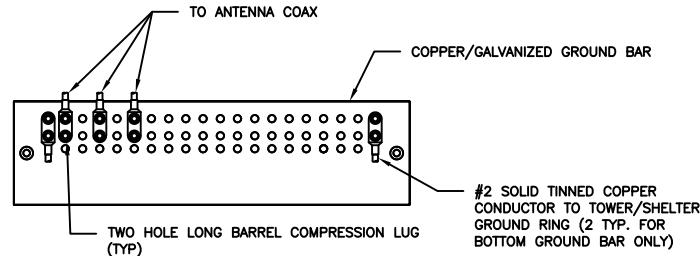 TO ANTENNA COAX
COPPER/GALVANIZED GROUND BAR
#2 SOLID TINNED COPPER
CONDUCTOR TO TOWER/SHELTER
GROUND RING (2 TYP. FOR
BOTTOM GROUND BAR ONLY)
TWO HOLE LONG BARREL COMPRESSION LUG
(TYP)